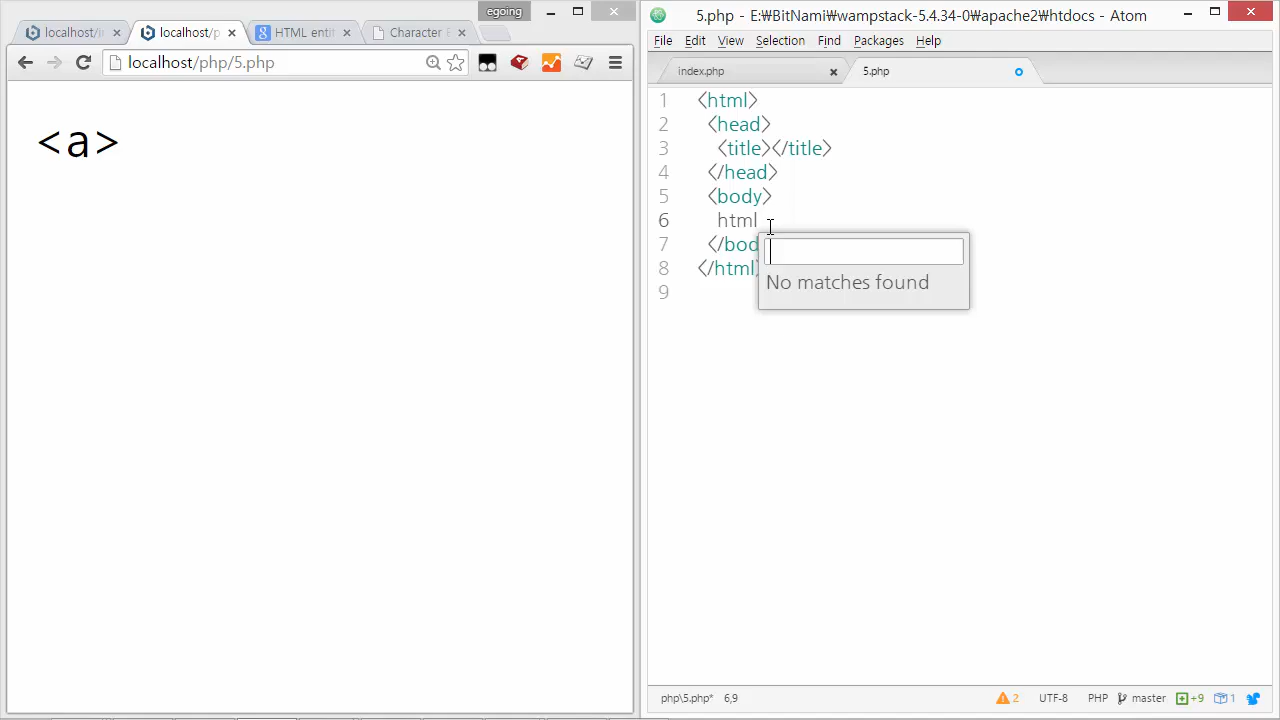 egoing
localhost/i
localhost/p
HTML enti
Character E
localhost/php/5.php
<a>
5.php - E:₩BitNami₩wampstack-5.4.34-0₩apache2₩htdocs - Atom
File Edit View Selection Find Packages Help
index.php
5.php
1 <html>
2 <head>
3 <title></title>
4 </head>
5 <body>
6 html
7 </bod
8 </html>
9
No matches found
php\5.php* 6,9
2 UTF-8 PHP master +9 1